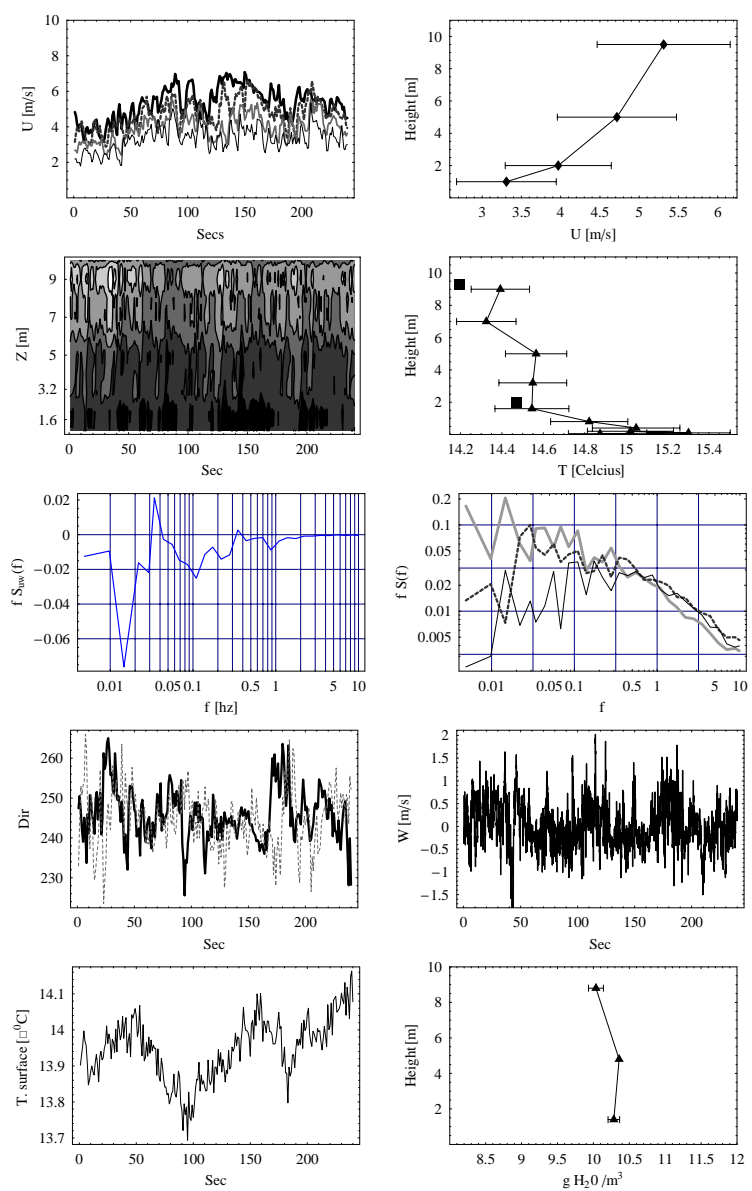 10
8
6
4
2
U [m/s]
0 50 100 150 200
Secs
10
8
6
4
2
Height [m]
3 3.5 4 4.5 5 5.5 6
U [m/s]
9
7
5
3.2
1.6
Z [m]
0 50 100 150 200
Sec
10
8
6
4
2
0
Height [m]
14.2 14.4 14.6 14.8 15 15.2 15.4
T [Celcius]
0.02
0
−0.02
−0.04
−0.06
f Suw(f)
0.01 0.05 0.1 0.5 1 5 10
f [hz]
0.2
0.1
0.05
0.01
0.005
f S(f)
0.01 0.05 0.1 0.5 1 5 10
f
260
250
240
230
Dir
0 50 100 150 200
Sec
2
1.5
1
0.5
0
−0.5
−1
−1.5
W [m/s]
0 50 100 150 200
Sec
14.1
14
13.9
13.8
13.7
T. surface [□⁰C]
0 50 100 150 200
Sec
10
8
6
4
2
Height [m]
8.5 9 9.5 10 10.5 11 11.5 12
g H₂0 /m³